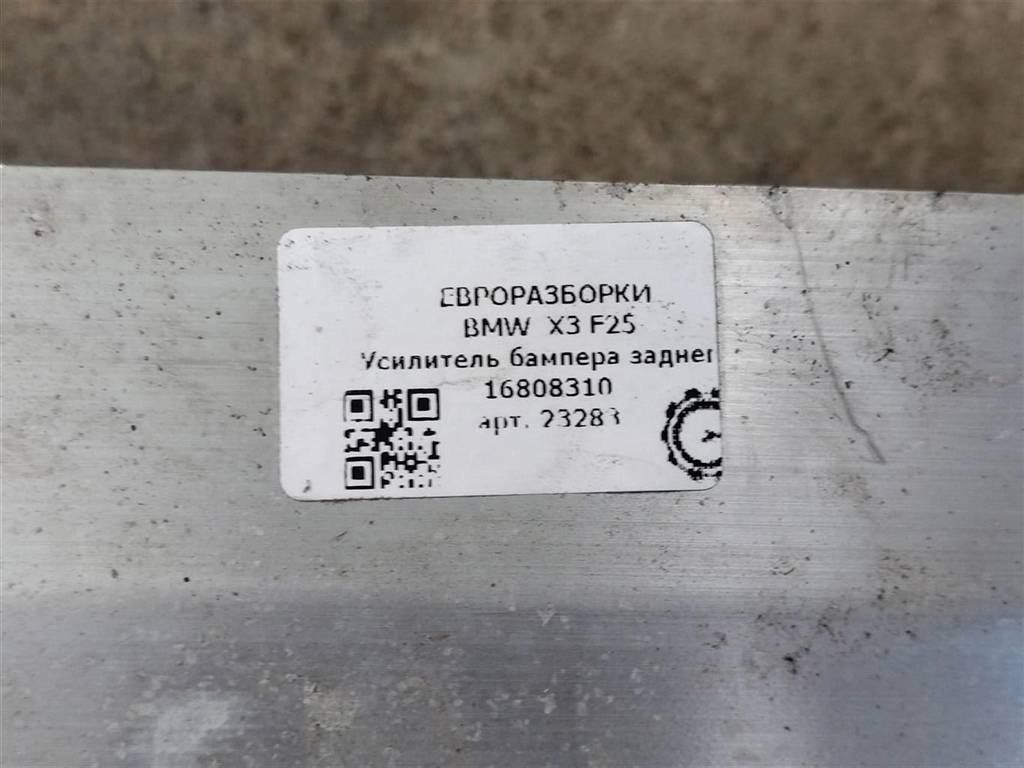 ЕВРОРАЗБОРКИ
BMW X3 F25
Усилитель бампера заднег
16808310
арт. 23283